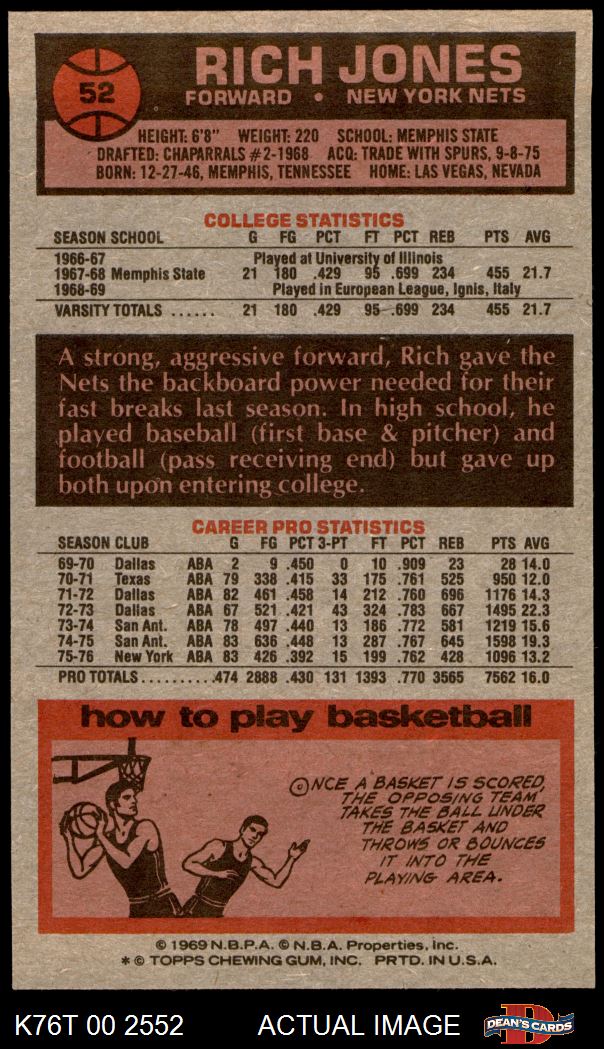 52
RICH JONES
FORWARD • NEW YORK NETS
HEIGHT: 6'8" WEIGHT: 220 SCHOOL: MEMPHIS STATE
DRAFTED: CHAPARRALS #2-1968 ACQ: TRADE WITH SPURS, 9-8-75
BORN: 12-27-46, MEMPHIS, TENNESSEE HOME: LAS VEGAS, NEVADA
COLLEGE STATISTICS
SEASON SCHOOL G FG PCT FT PCT REB PTS AVG
1966-67 Played at University of Illinois
1967-68 Memphis State 21 180 .429 95 .699 234 455 21.7
1968-69 Played in European League, Ignis, Italy
VARSITY TOTALS ...... 21 180 .429 95 .699 234 455 21.7
A strong, aggressive forward, Rich gave the
Nets the backboard power needed for their
fast breaks last season. In high school, he
played baseball (first base & pitcher) and
football (pass receiving end) but gave up
both upon entering college.
CAREER PRO STATISTICS
SEASON CLUB G FG PCT 3-PT FT PCT REB PTS AVG
69-70 Dallas ABA 2 9 .450 0 10 .909 23 28 14.0
70-71 Texas ABA 79 338 .415 33 175 .761 525 950 12.0
71-72 Dallas ABA 82 461 .458 14 212 .760 696 1176 14.3
72-73 Dallas ABA 67 521 .421 43 324 .783 667 1495 22.3
73-74 San Ant. ABA 78 497 .440 13 186 .772 581 1219 15.6
74-75 San Ant. ABA 83 636 .448 13 287 .767 645 1598 19.3
75-76 New York ABA 83 426 .392 15 199 .762 428 1096 13.2
PRO TOTALS..........474 2888 .430 131 1393 .770 3565 7562 16.0
how to play basketball
ONCE A BASKET IS SCORED,
THE OPPOSING TEAM
TAKES THE BALL UNDER
THE BASKET AND
THROWS OR BOUNCES
IT INTO THE
PLAYING AREA.
© 1969 N.B.P.A. © N.B.A. Properties, Inc.
* © TOPPS CHEWING GUM, INC. PRTD. IN U.S.A.
K76T 00 2552 ACTUAL IMAGE D DEAN'S CARDS